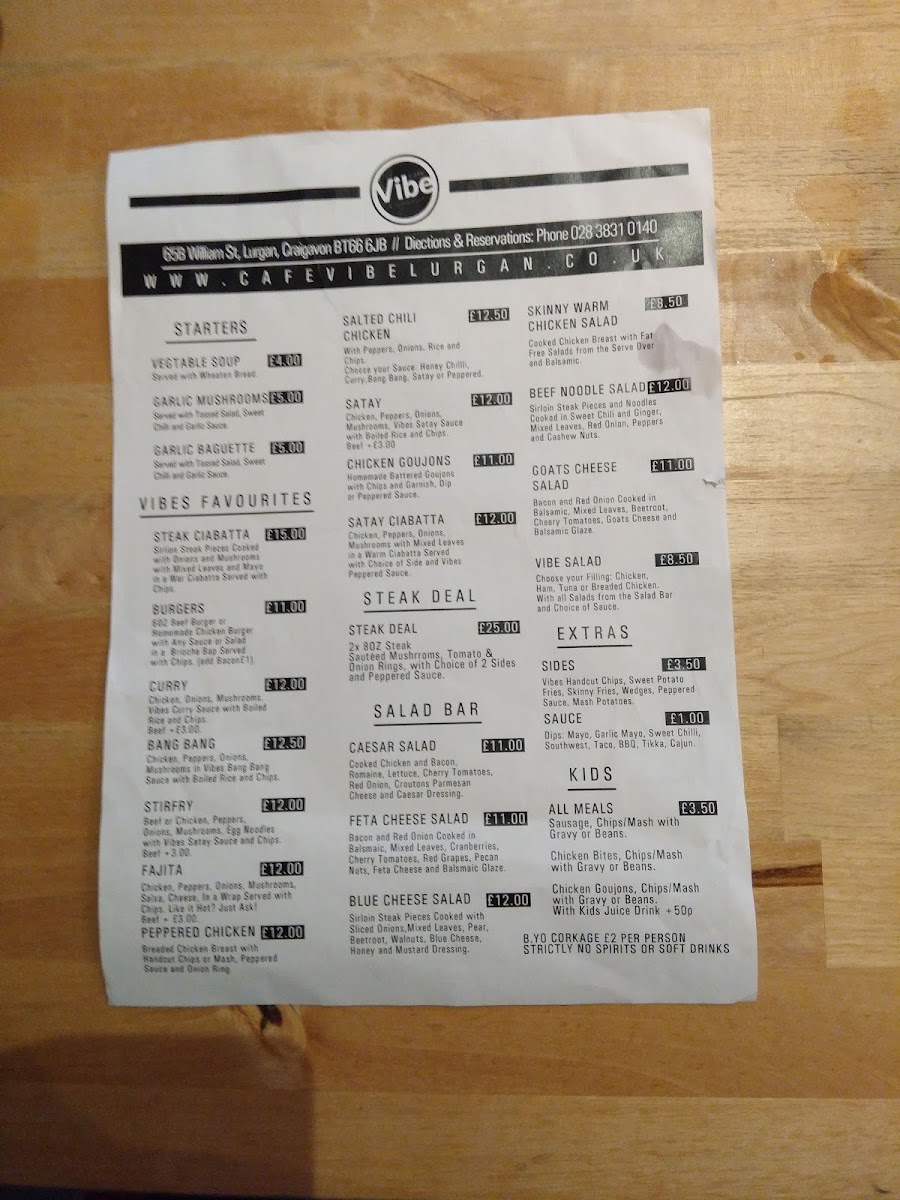 Vibe
65B William St, Lurgan, Craigavon BT66 6JB // Diections & Reservations: Phone 028 3831 0140
WWW.CAFEVIBELURGAN.CO.UK
STARTERS
VEGTABLE SOUP £4.00
Served with Wheaten Bread.
GARLIC MUSHROOMS £5.00
Served with Tossed Salad, Sweet
Chilli and Garlic Sauce.
GARLIC BAGUETTE £5.00
Served with Tossed Salad, Sweet
Chilli and Garlic Sauce.
VIBES FAVOURITES
STEAK CIABATTA £15.00
Sirlion Steak Pieces Cooked
with Onions and Mushrooms
with Mixed Leaves and Mayo
in a War Ciabatta Served with
Chips.
BURGERS £11.00
6OZ Beef Burger or
Homemade Chicken Burger
with Any Sauce or Salad
in a Brioche Bap Served
with Chips. (add Bacon£1).
CURRY £12.00
Chicken, Onions, Mushrooms,
Vibes Curry Sauce with Boiled
Rice and Chips.
Beef +£3.00.
BANG BANG £12.50
Chicken, Peppers, Onions,
Mushrooms in Vibes Bang Bang
Sauce with Boiled Rice and Chips.
STIRFRY £12.00
Beef or Chicken, Peppers,
Onions, Mushrooms, Egg Noodles
with Vibes Satay Sauce and Chips.
Beef +3.00.
FAJITA £12.00
Chicken, Peppers, Onions, Mushrooms,
Salsa, Cheese, In a Wrap Served with
Chips. Like it Hot? Just Ask!
Beef + £3.00.
PEPPERED CHICKEN £12.00
Breaded Chicken Breast with
Handcut Chips or Mash, Peppered
Sauce and Onion Ring.
SALTED CHILI £12.50
CHICKEN
With Peppers, Onions, Rice and
Chips.
Choose your Sauce: Honey Chilli,
Curry,Bang Bang, Satay or Peppered.
SATAY £12.00
Chicken, Peppers, Onions,
Mushrooms, Vibes Satay Sauce
with Boiled Rice and Chips.
Beef +£3.00
CHICKEN GOUJONS £11.00
Homemade Battered Goujons
with Chips and Garnish, Dip
or Peppered Sauce.
SATAY CIABATTA £12.00
Chicken, Peppers, Onions,
Mushrooms with Mixed Leaves
in a Warm Ciabatta Served
with Choice of Side and Vibes
Peppered Sauce.
STEAK DEAL
STEAK DEAL £25.00
2x 8OZ Steak
Sauteed Mushrroms, Tomato &
Onion Rings, with Choice of 2 Sides
and Peppered Sauce.
SALAD BAR
CAESAR SALAD £11.00
Cooked Chicken and Bacon,
Romaine, Lettuce, Cherry Tomatoes,
Red Onion, Croutons Parmesan
Cheese and Caesar Dressing.
FETA CHEESE SALAD £11.00
Bacon and Red Onion Cooked in
Balsmaic, Mixed Leaves, Cranberries,
Cherry Tomatoes, Red Grapes, Pecan
Nuts, Feta Cheese and Balsmaic Glaze.
BLUE CHEESE SALAD £12.00
Sirloin Steak Pieces Cooked with
Sliced Onions,Mixed Leaves, Pear,
Beetroot, Walnuts, Blue Cheese,
Honey and Mustard Dressing.
SKINNY WARM £8.50
CHICKEN SALAD
Cooked Chicken Breast with Fat
Free Salads from the Serve Over
and Balsamic.
BEEF NOODLE SALAD £12.00
Sirloin Steak Pieces and Noodles
Cooked in Sweet Chili and Ginger,
Mixed Leaves, Red Onion, Peppers
and Cashew Nuts.
GOATS CHEESE £11.00
SALAD
Bacon and Red Onion Cooked in
Balsamic, Mixed Leaves, Beetroot,
Cheery Tomatoes, Goats Cheese and
Balsamic Glaze.
VIBE SALAD £8.50
Choose your Filling: Chicken,
Ham, Tuna or Breaded Chicken.
With all Salads from the Salad Bar
and Choice of Sauce.
EXTRAS
SIDES £3.50
Vibes Handcut Chips, Sweet Potato
Fries, Skinny Fries, Wedges, Peppered
Sauce, Mash Potatoes.
SAUCE £1.00
Dips: Mayo, Garlic Mayo, Sweet Chilli,
Southwest, Taco, BBQ, Tikka, Cajun.
KIDS
ALL MEALS £3.50
Sausage, Chips/Mash with
Gravy or Beans.
Chicken Bites, Chips/Mash
with Gravy or Beans.
Chicken Goujons, Chips/Mash
with Gravy or Beans.
With Kids Juice Drink +50p
B.YO CORKAGE £2 PER PERSON
STRICTLY NO SPIRITS OR SOFT DRINKS